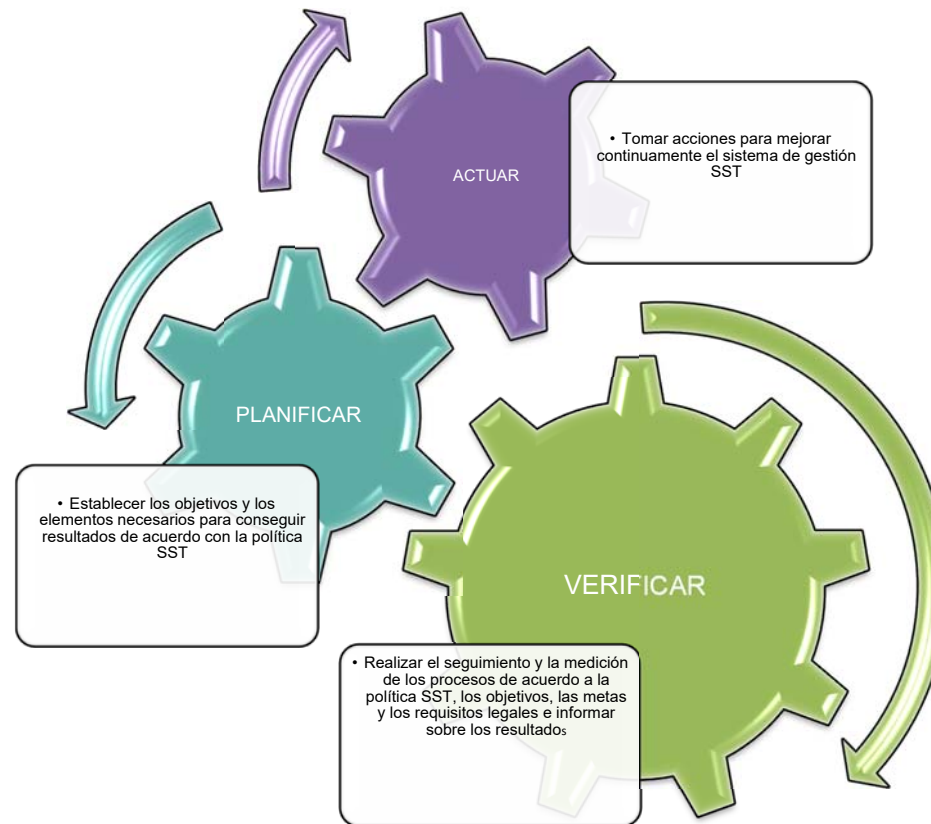 ACTUAR
• Tomar acciones para mejorar
continuamente el sistema de gestión
SST
PLANIFICAR
• Establecer los objetivos y los
elementos necesarios para conseguir
resultados de acuerdo con la política
SST
VERIFICAR
• Realizar el seguimiento y la medición
de los procesos de acuerdo a la
política SST, los objetivos, las metas
y los requisitos legales e informar
sobre los resultados